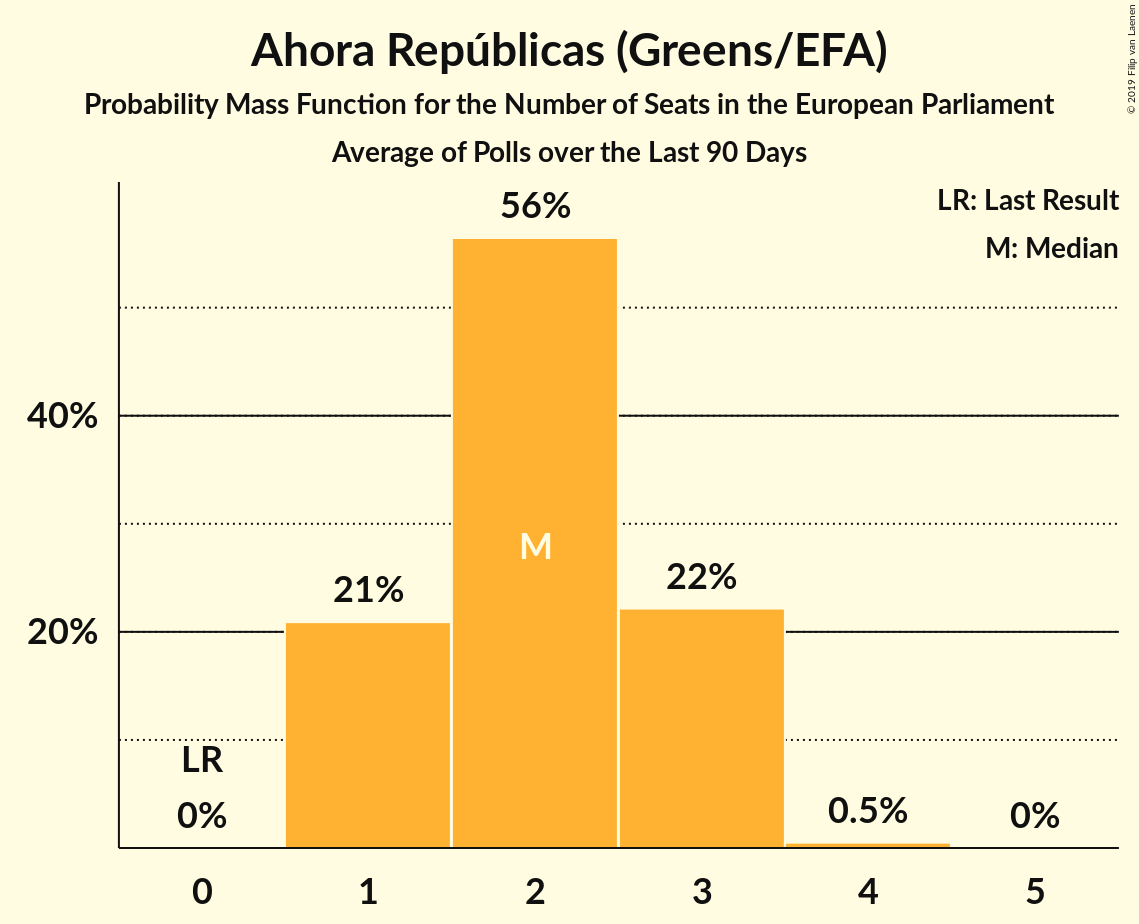 Ahora Repúblicas (Greens/EFA)
Probability Mass Function for the Number of Seats in the European Parliament
Average of Polls over the Last 90 Days
© 2019 Filip van Laenen
LR: Last Result
M: Median
56%
40%
M
21%
22%
20%
LR
0%
0.5%
0%
0 1 2 3 4 5